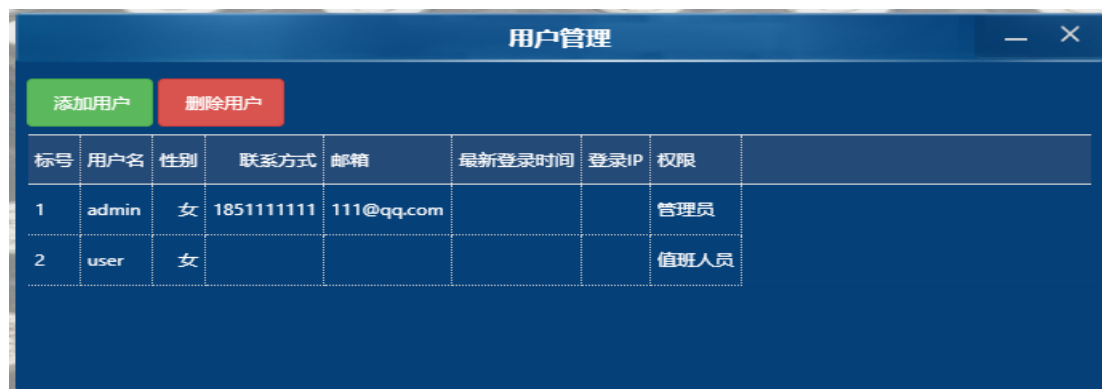 用户管理
添加用户 删除用户
标号 用户名 性别 联系方式 邮箱 最新登录时间 登录IP 权限
1 admin 女 1851111111 111@qq.com 管理员
2 user 女 值班人员